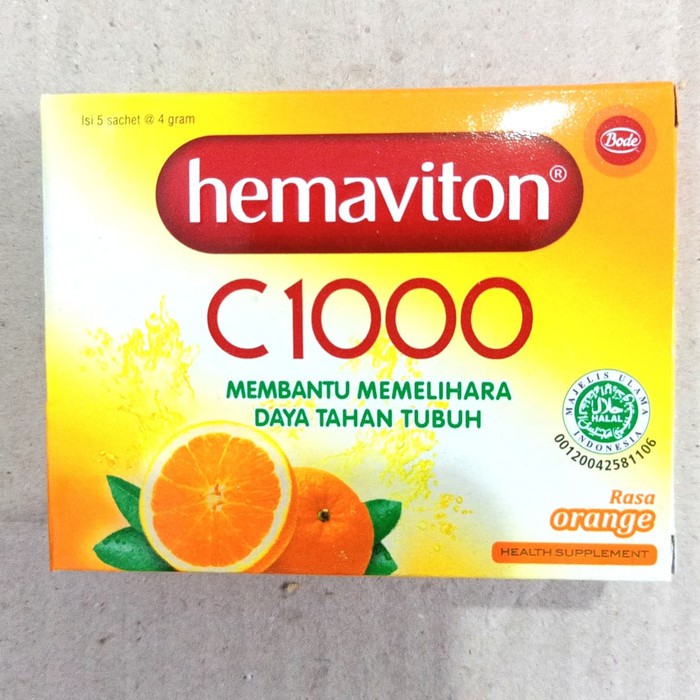 Isi 5 sachet @ 4 gram
Bode
hemaviton®
C1000
MEMBANTU MEMELIHARA
DAYA TAHAN TUBUH
MAJELIS ULAMA
حلال
HALAL
INDONESIA
00120042581106
Rasa
orange
HEALTH SUPPLEMENT